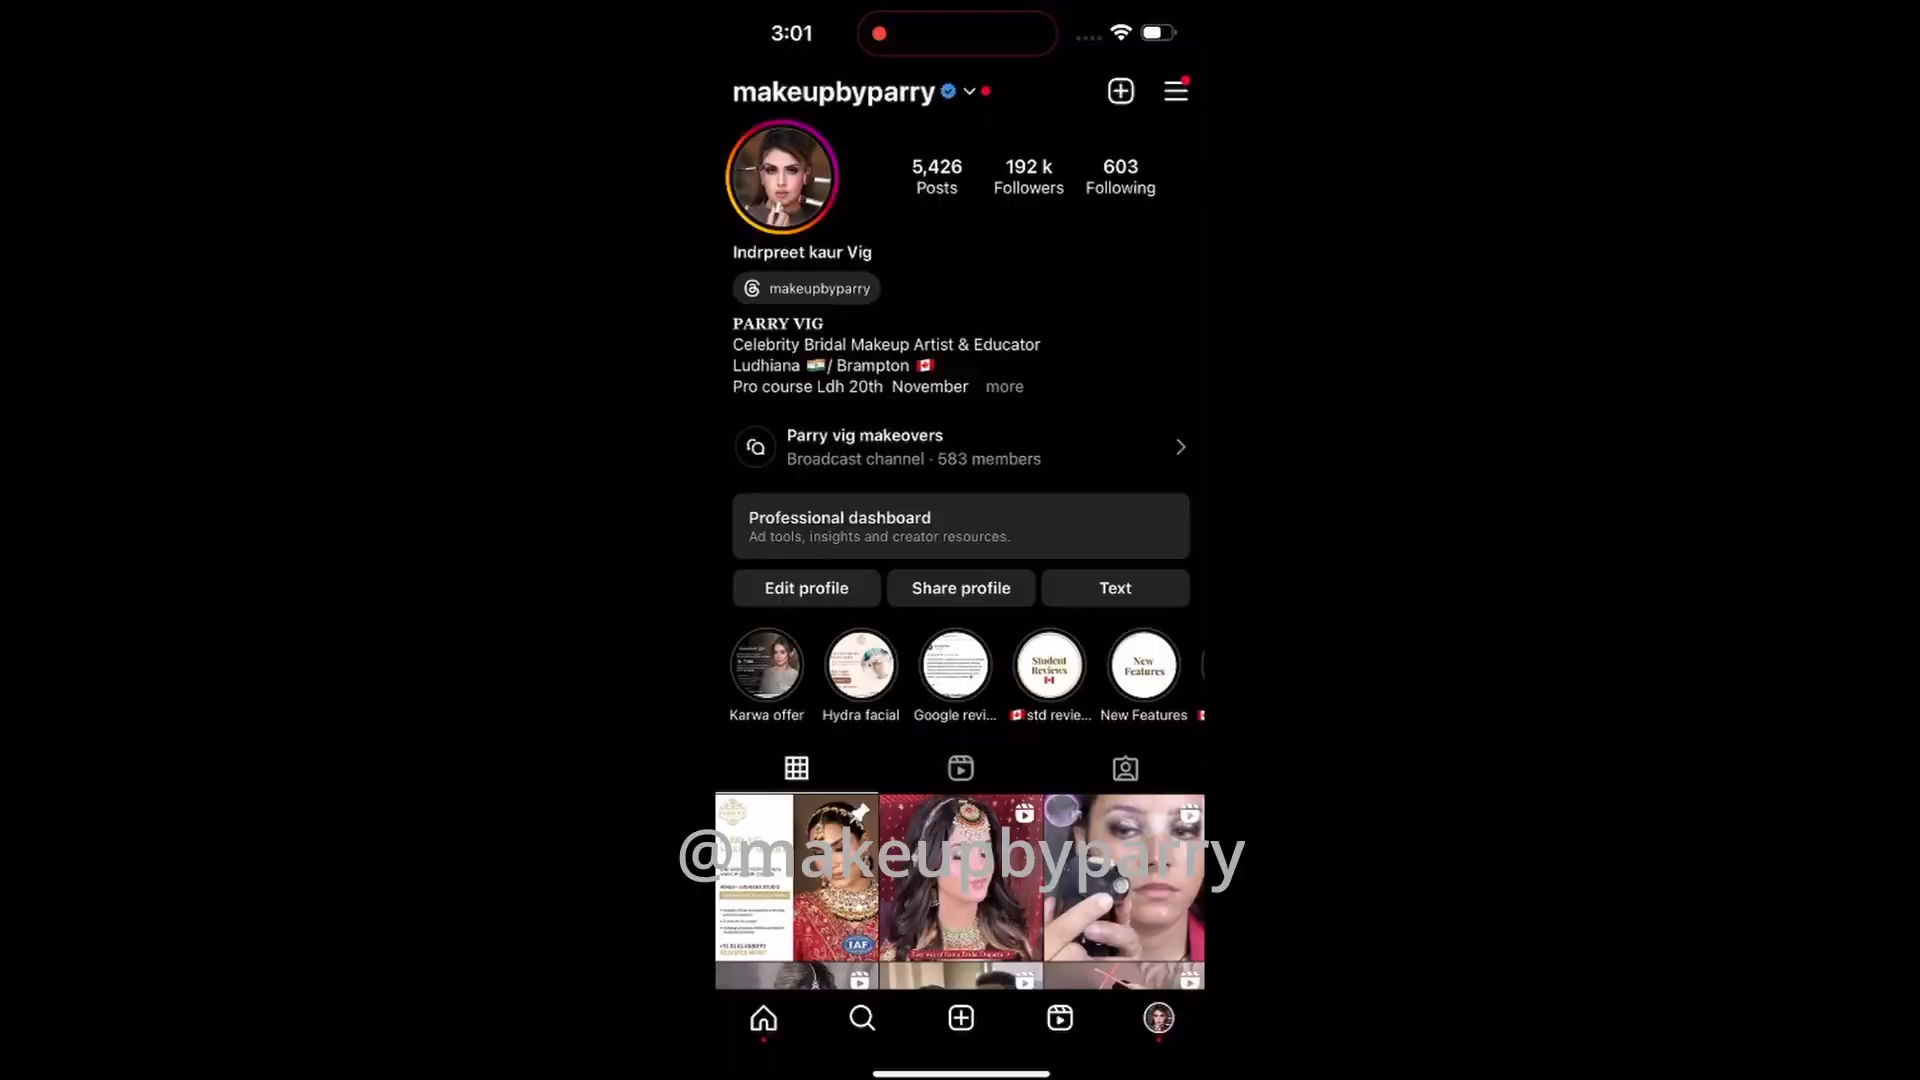 3:01
makeupbyparry
5,426 192 k 603
Posts Followers Following
Indrpreet kaur Vig
makeupbyparry
PARRY VIG
Celebrity Bridal Makeup Artist & Educator
Ludhiana 🇮🇳/ Brampton 🇨🇦
Pro course Ldh 20th November more
Parry vig makeovers
Broadcast channel · 583 members
Professional dashboard
Ad tools, insights and creator resources.
Edit profile Share profile Text
Student
Reviews
New
Features
Karwa offer Hydra facial Google revi... 🇨🇦std revie... New Features
@makeupbyparry
IAF